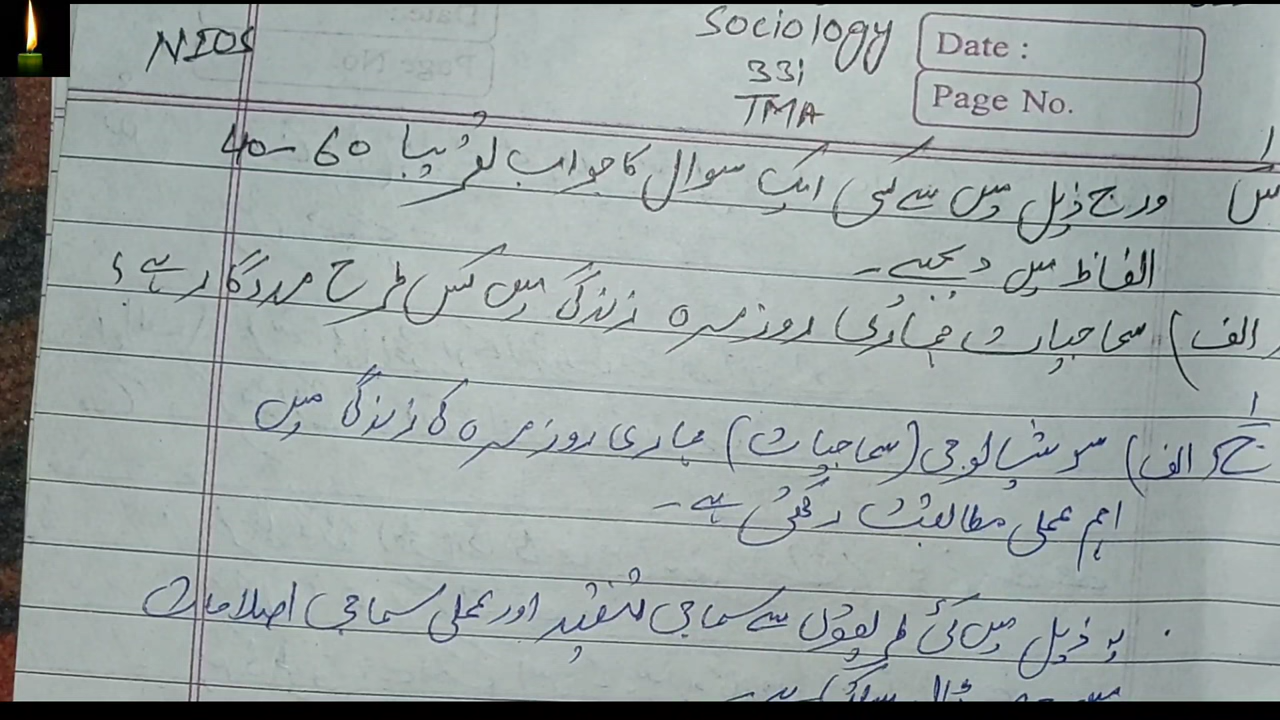 NIOS
Sociology
331
TMA
Date :
Page No.
س ۱ درج ذیل میں سے کسی ایک سوال کا جواب تقریبا 60-40
الفاظ میں دیجیے۔
(الف) سماجیات ہماری روزمرہ زندگی میں کس طرح مددگار ہے؟
ج ۱ (الف) سوشیالوجی (سماجیات) ہماری روزمرہ کی زندگی میں
اہم عملی مطابقت رکھتی ہے۔
· یہ ذیل میں کئی طریقوں سے سماجی تنقید اور عملی سماجی اصلاحات
میں